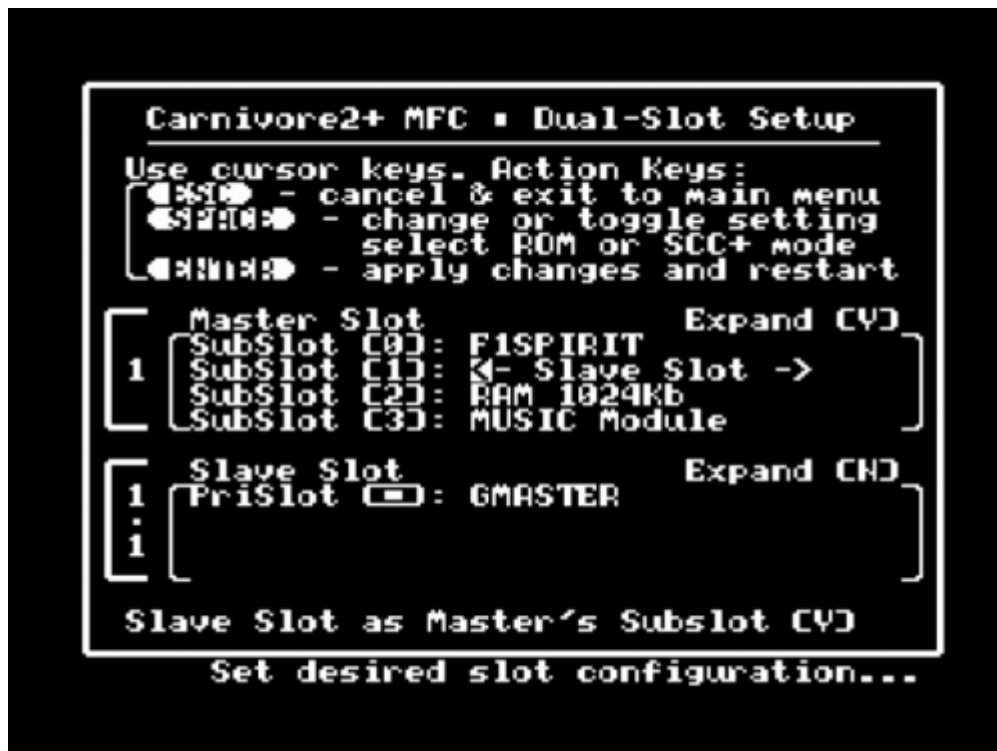 Carnivore2+ MFC ▪ Dual-Slot Setup
Use cursor keys. Action Keys:
ESC - cancel & exit to main menu
SPACE - change or toggle setting
select ROM or SCC+ mode
ENTER - apply changes and restart
Master Slot Expand [Y]
SubSlot [0]: F1SPIRIT
1 SubSlot [1]: <- Slave Slot ->
SubSlot [2]: RAM 1024Kb
SubSlot [3]: MUSIC Module
Slave Slot Expand [N]
1 PriSlot [▪]: GMASTER
.
1
Slave Slot as Master's Subslot [Y]
Set desired slot configuration...